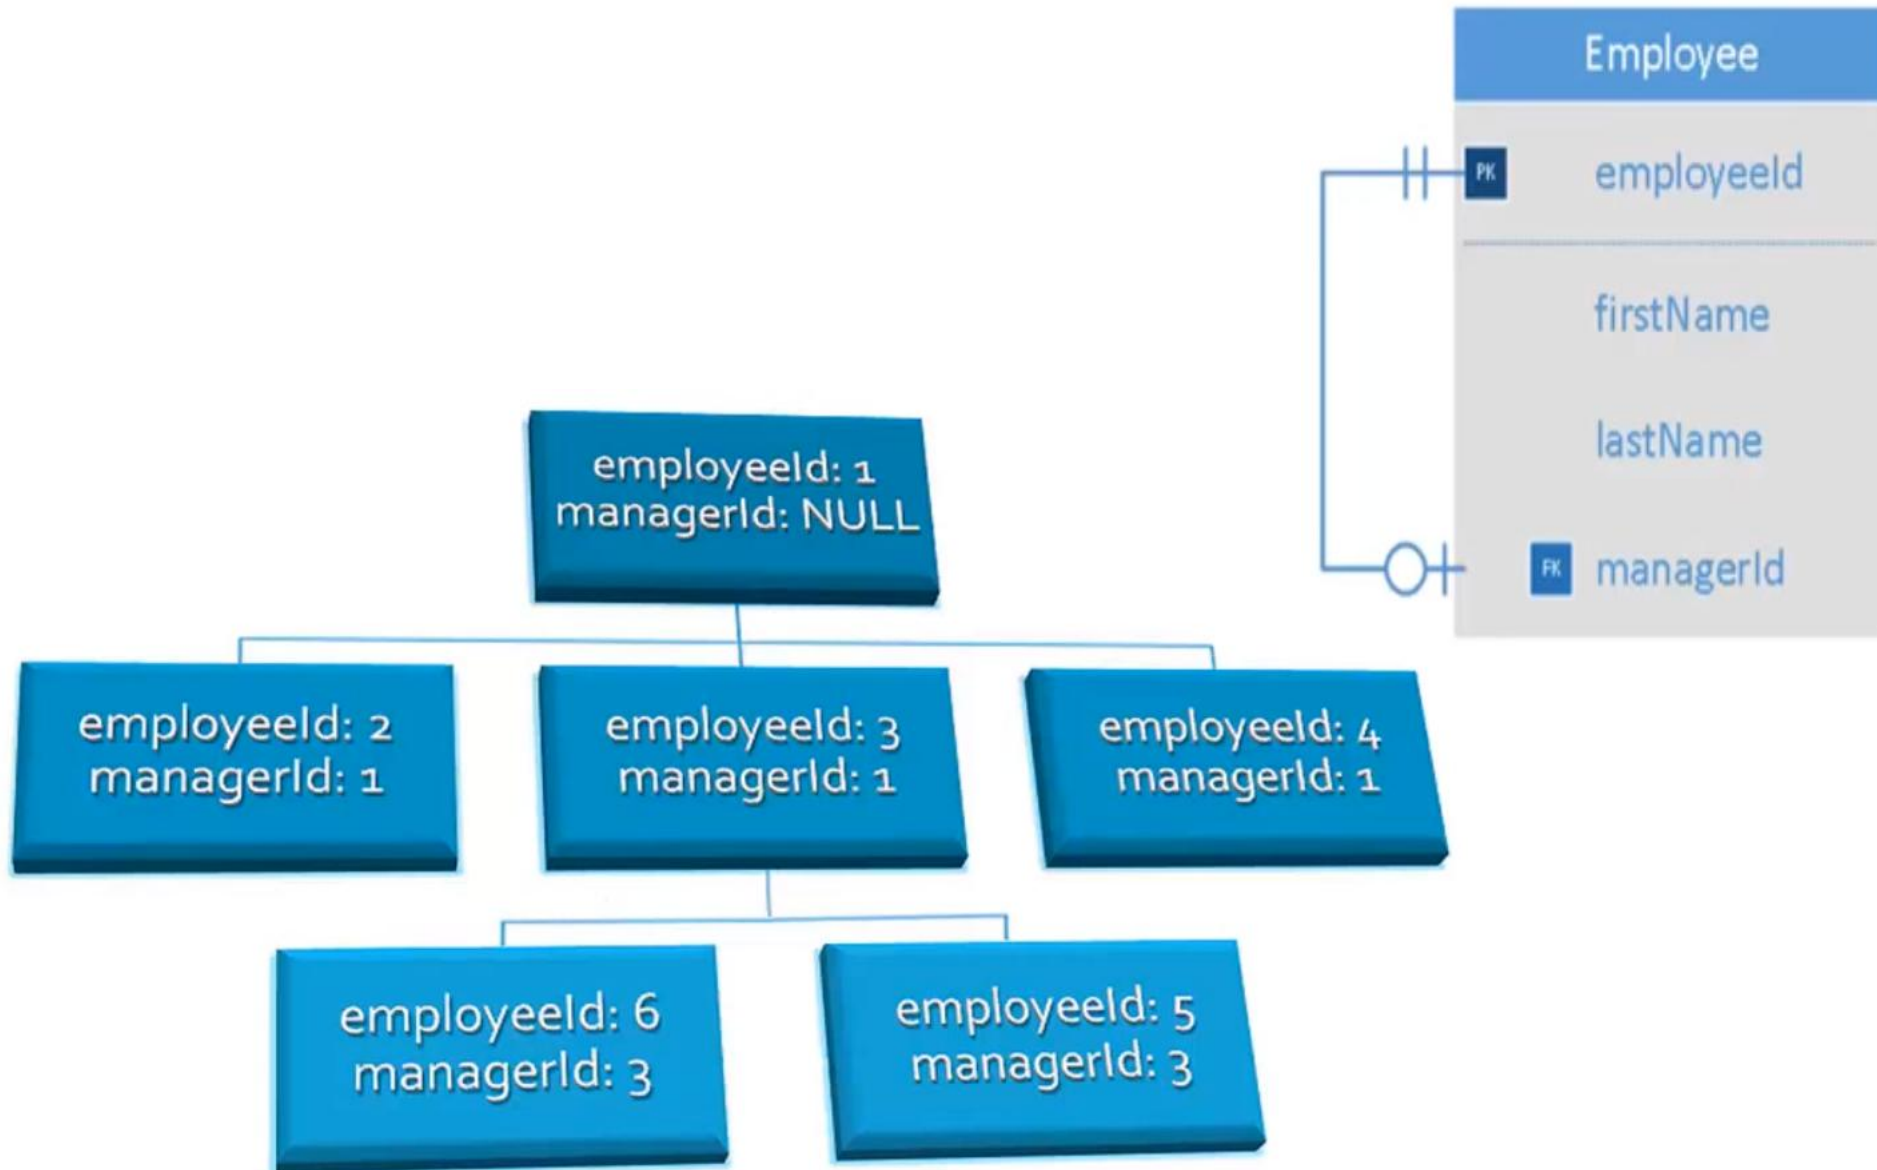 Employee
PK employeeId
firstName
lastName
FK managerId
employeeId: 1
managerId: NULL
employeeId: 2
managerId: 1
employeeId: 3
managerId: 1
employeeId: 4
managerId: 1
employeeId: 6
managerId: 3
employeeId: 5
managerId: 3